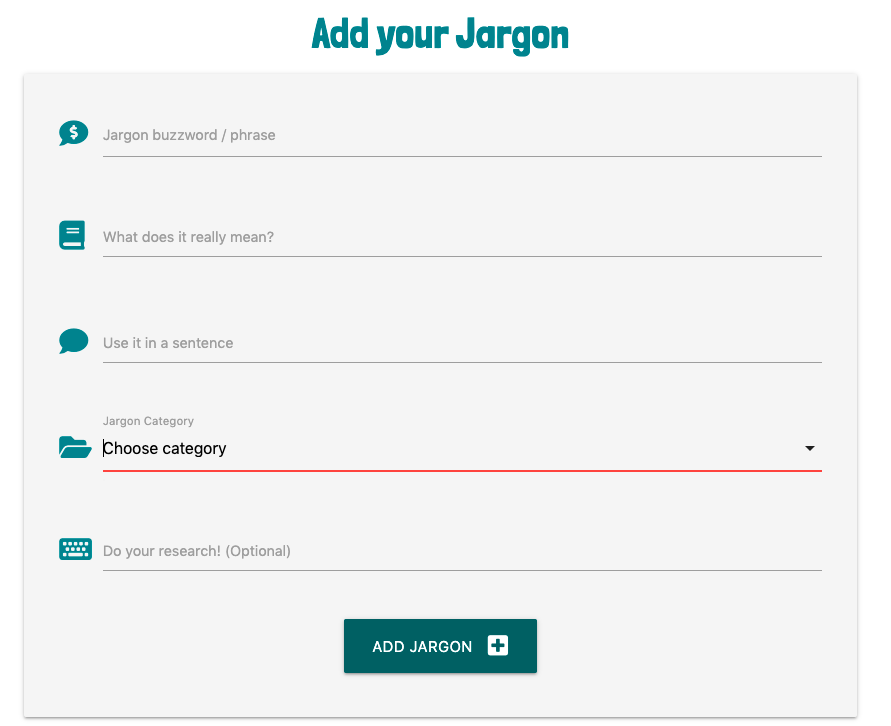 Add your Jargon
Jargon buzzword / phrase
What does it really mean?
Use it in a sentence
Jargon Category
Choose category
Do your research! (Optional)
ADD JARGON